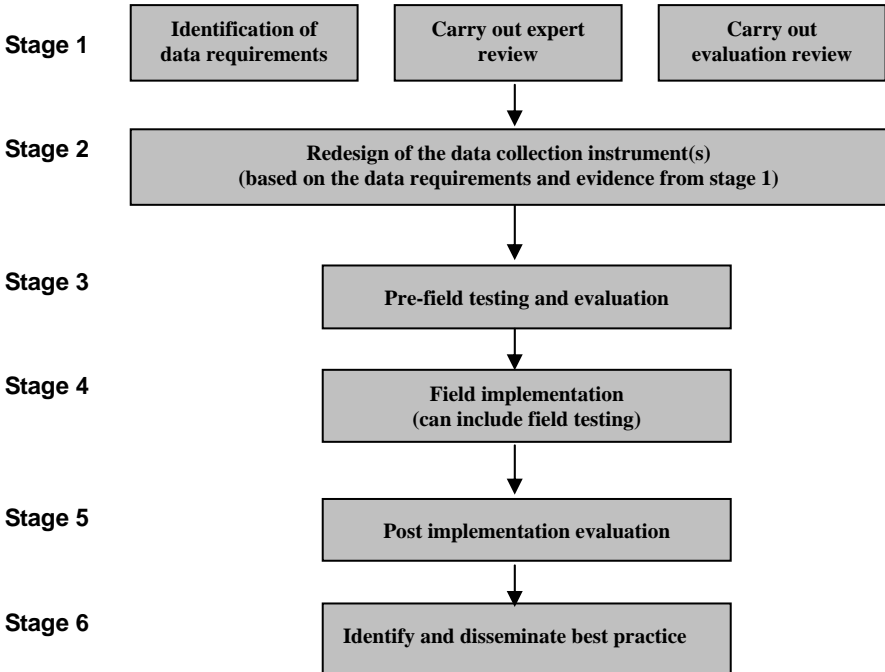 Stage 1
Identification of
data requirements
Carry out expert
review
Carry out
evaluation review
Stage 2
Redesign of the data collection instrument(s)
(based on the data requirements and evidence from stage 1)
Stage 3
Pre-field testing and evaluation
Stage 4
Field implementation
(can include field testing)
Stage 5
Post implementation evaluation
Stage 6
Identify and disseminate best practice